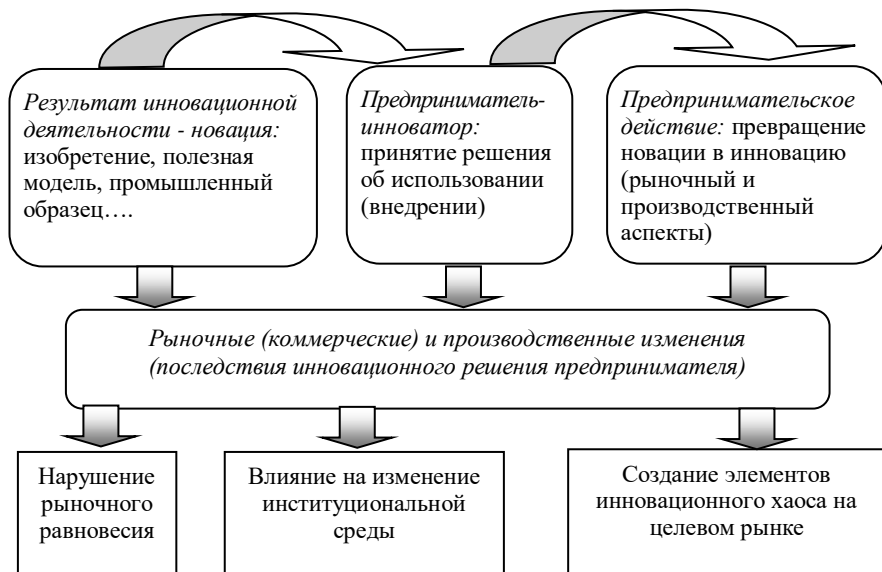 Результат инновационной
деятельности - новация:
изобретение, полезная
модель, промышленный
образец….
Предприниматель-
инноватор:
принятие решения
об использовании
(внедрении)
Предпринимательское
действие: превращение
новации в инновацию
(рыночный и
производственный
аспекты)
Рыночные (коммерческие) и производственные изменения
(последствия инновационного решения предпринимателя)
Нарушение
рыночного
равновесия
Влияние на изменение
институциональной
среды
Создание элементов
инновационного хаоса на
целевом рынке